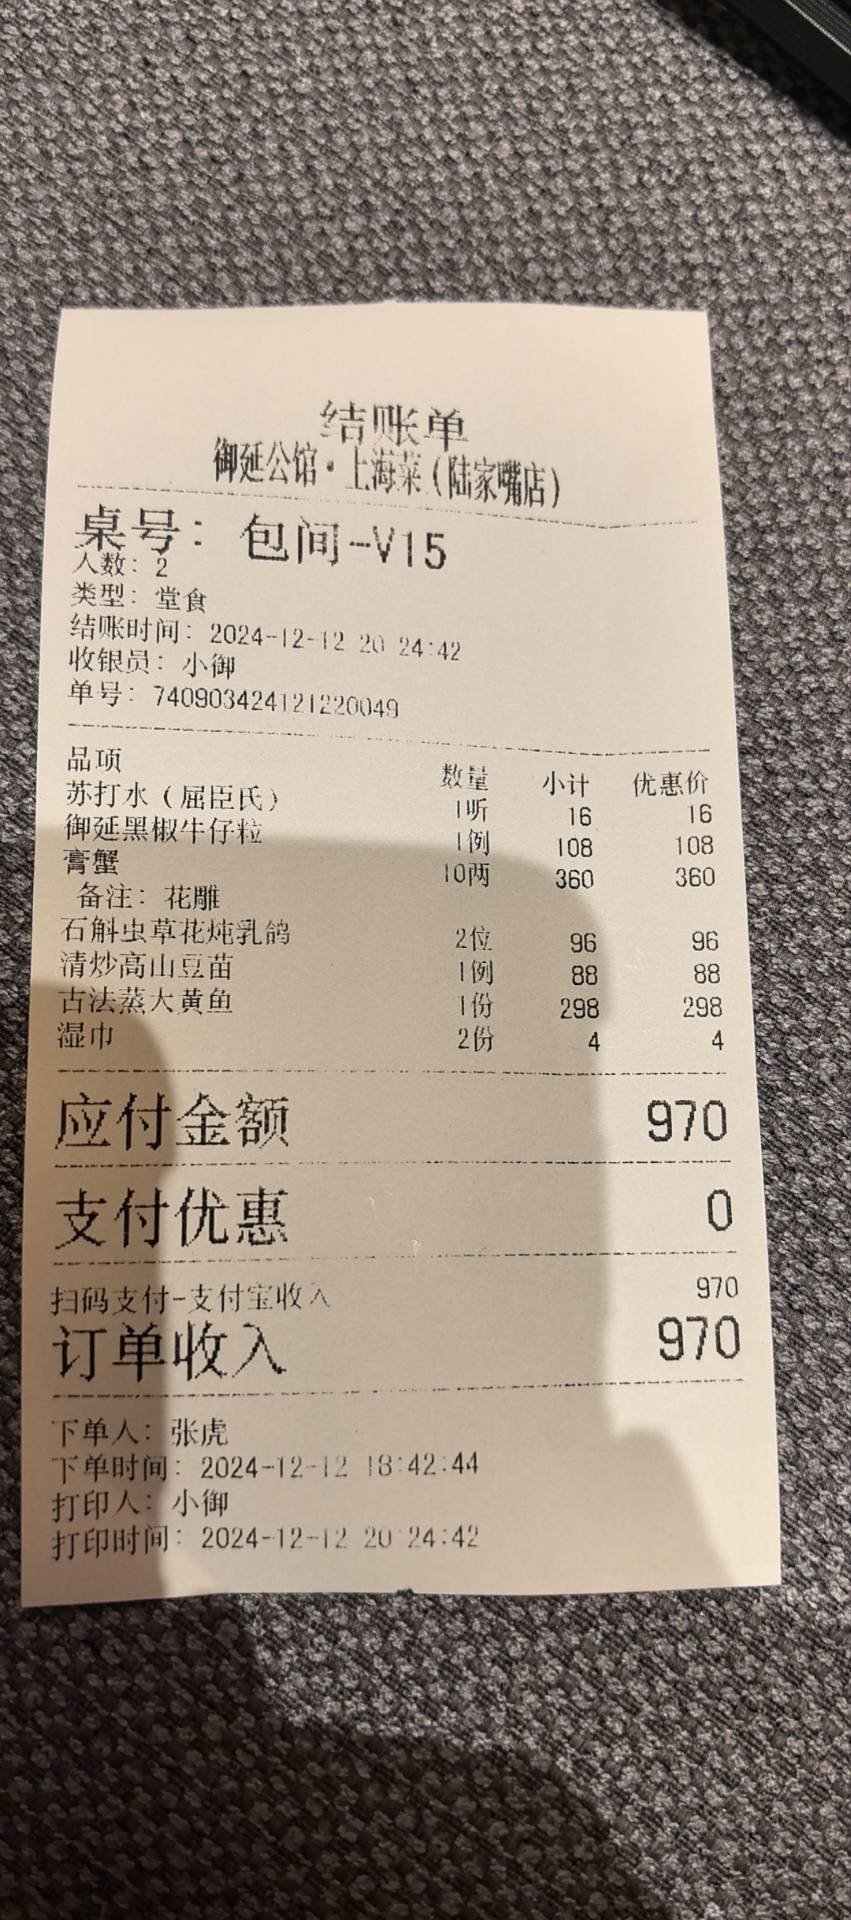 结账单
御延公馆·上海菜(陆家嘴店)
桌号: 包间-V15
人数: 2
类型: 堂食
结账时间: 2024-12-12 20:24:42
收银员: 小御
单号: 740903424121220049
品项 数量 小计 优惠价
苏打水(屈臣氏) 1听 16 16
御延黑椒牛仔粒 1例 108 108
膏蟹 10两 360 360
备注: 花雕
石斛虫草花炖乳鸽 2位 96 96
清炒高山豆苗 1例 88 88
古法蒸大黄鱼 1份 298 298
湿巾 2份 4 4
应付金额 970
支付优惠 0
扫码支付-支付宝收入 970
订单收入 970
下单人: 张虎
下单时间: 2024-12-12 18:42:44
打印人: 小御
打印时间: 2024-12-12 20:24:42